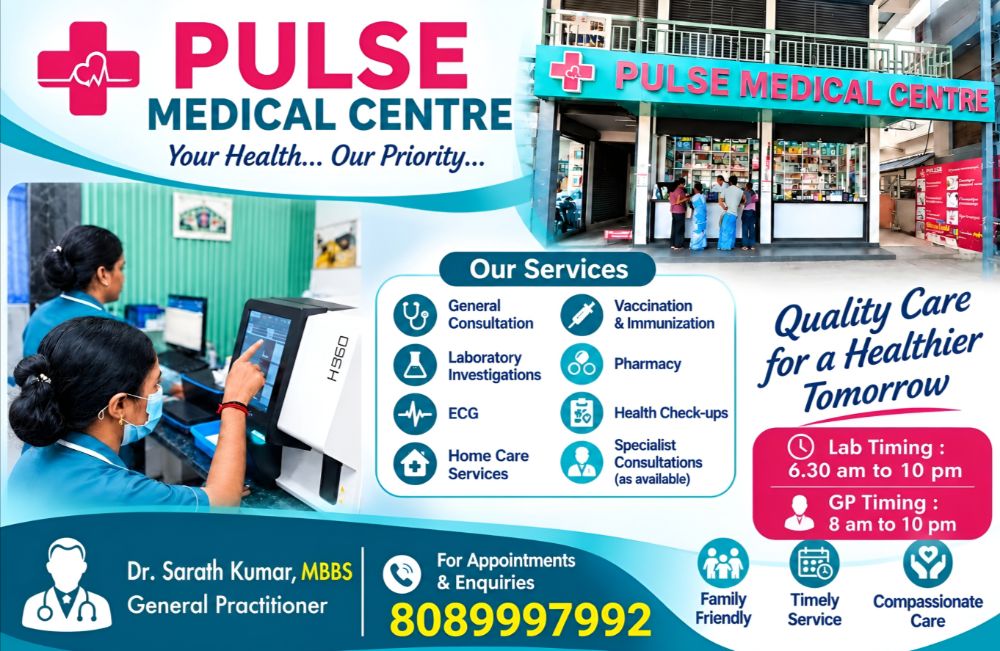 PULSE
MEDICAL CENTRE
Your Health... Our Priority...
PULSE MEDICAL CENTRE
PULSE
H360
Our Services
General
Consultation
Vaccination
& Immunization
Laboratory
Investigations
Pharmacy
ECG
Health Check-ups
Home Care
Services
Specialist
Consultations
(as available)
Quality Care
for a Healthier
Tomorrow
Lab Timing :
6.30 am to 10 pm
GP Timing :
8 am to 10 pm
Dr. Sarath Kumar, MBBS
General Practitioner
For Appointments
& Enquiries
8089997992
Family
Friendly
Timely
Service
Compassionate
Care